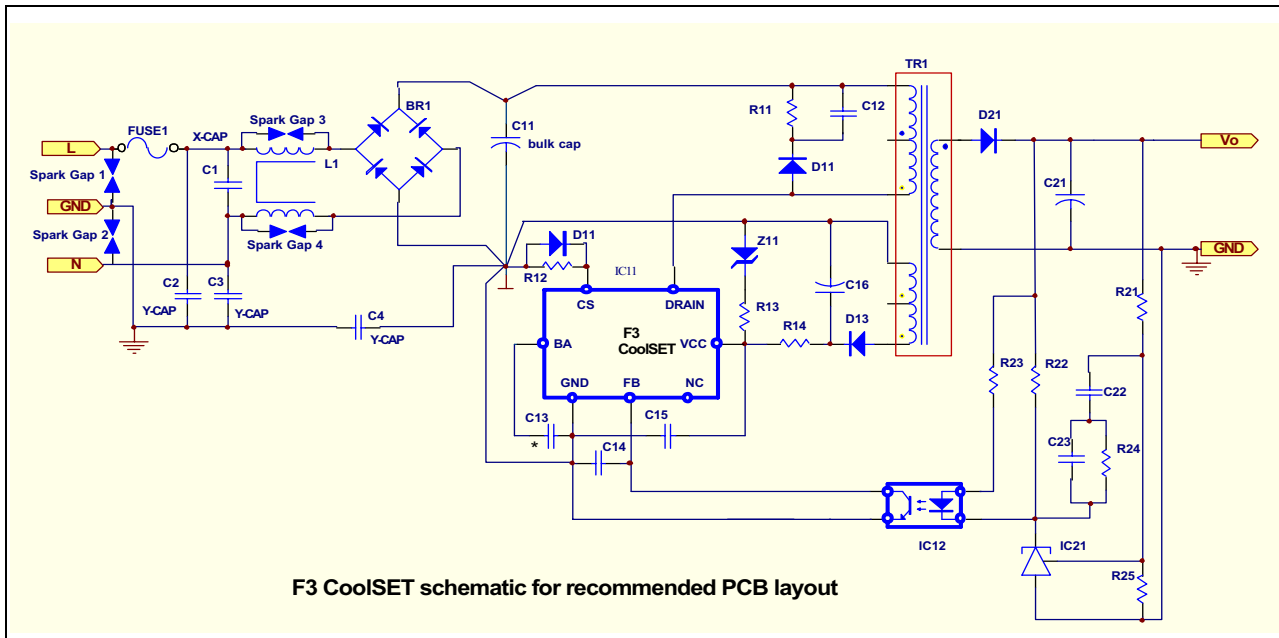 TR1
BR1
R11
C12
D21
FUSE1
X-CAP
Spark Gap 3
C11
bulk cap
L
Vo
L1
C1
D11
Spark Gap 1
C21
GND
Spark Gap 2
Spark Gap 4
D11
Z11
GND
N
R12
IC11
C2
C3
C16
CS
DRAIN
R21
Y-CAP
Y-CAP
C4
Y-CAP
R13
F3
CoolSET
R14
D13
BA
VCC
R23
R22
GND
FB
NC
C22
C13
C15
*
C14
C23
R24
IC12
IC21
R25
F3 CoolSET schematic for recommended PCB layout